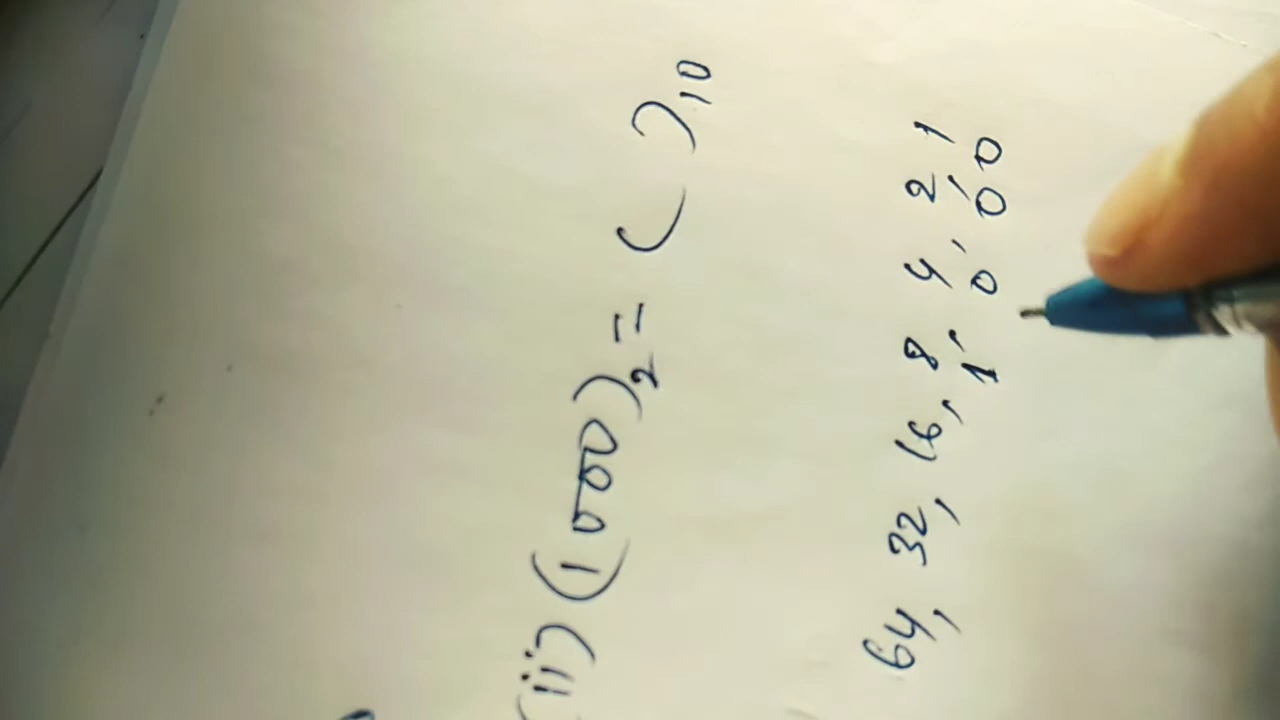 (ii) (1000)2 = ( )10
64, 32, 16, 8, 4, 2, 1
1 0 0 0